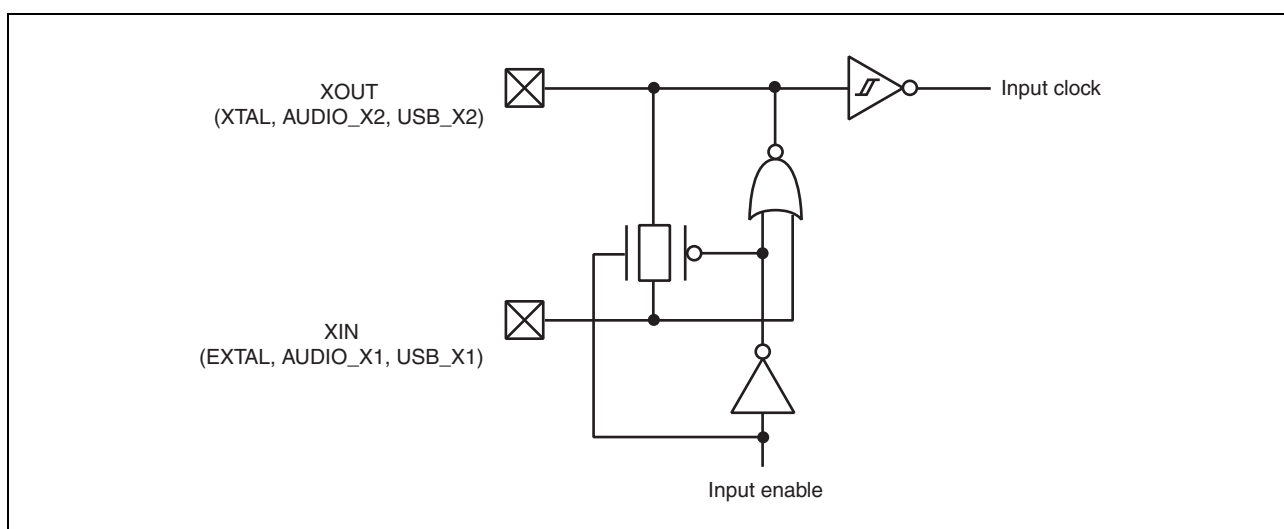 XOUT
(XTAL, AUDIO_X2, USB_X2)
Input clock
XIN
(EXTAL, AUDIO_X1, USB_X1)
Input enable